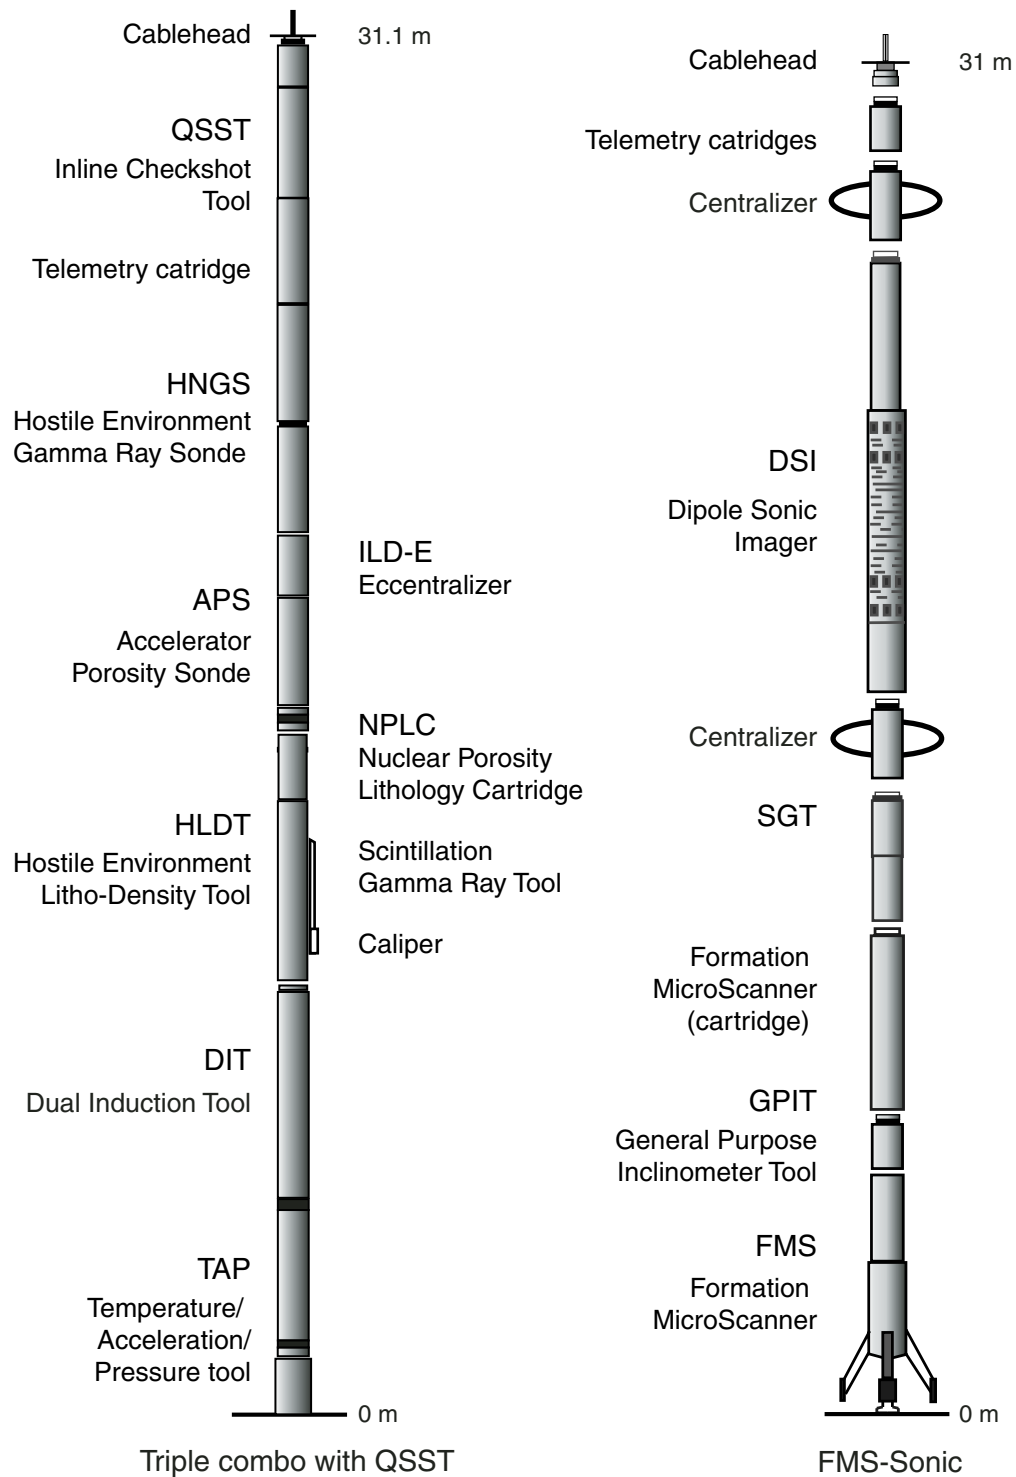 Cablehead
31.1 m
QSST
Inline Checkshot
Tool
Telemetry catridge
HNGS
Hostile Environment
Gamma Ray Sonde
ILD-E
Eccentralizer
APS
Accelerator
Porosity Sonde
NPLC
Nuclear Porosity
Lithology Cartridge
HLDT
Hostile Environment
Litho-Density Tool
Scintillation
Gamma Ray Tool
Caliper
DIT
Dual Induction Tool
TAP
Temperature/
Acceleration/
Pressure tool
0 m
Triple combo with QSST
Cablehead
31 m
Telemetry catridges
Centralizer
DSI
Dipole Sonic
Imager
Centralizer
SGT
Formation
MicroScanner
(cartridge)
GPIT
General Purpose
Inclinometer Tool
FMS
Formation
MicroScanner
0 m
FMS-Sonic